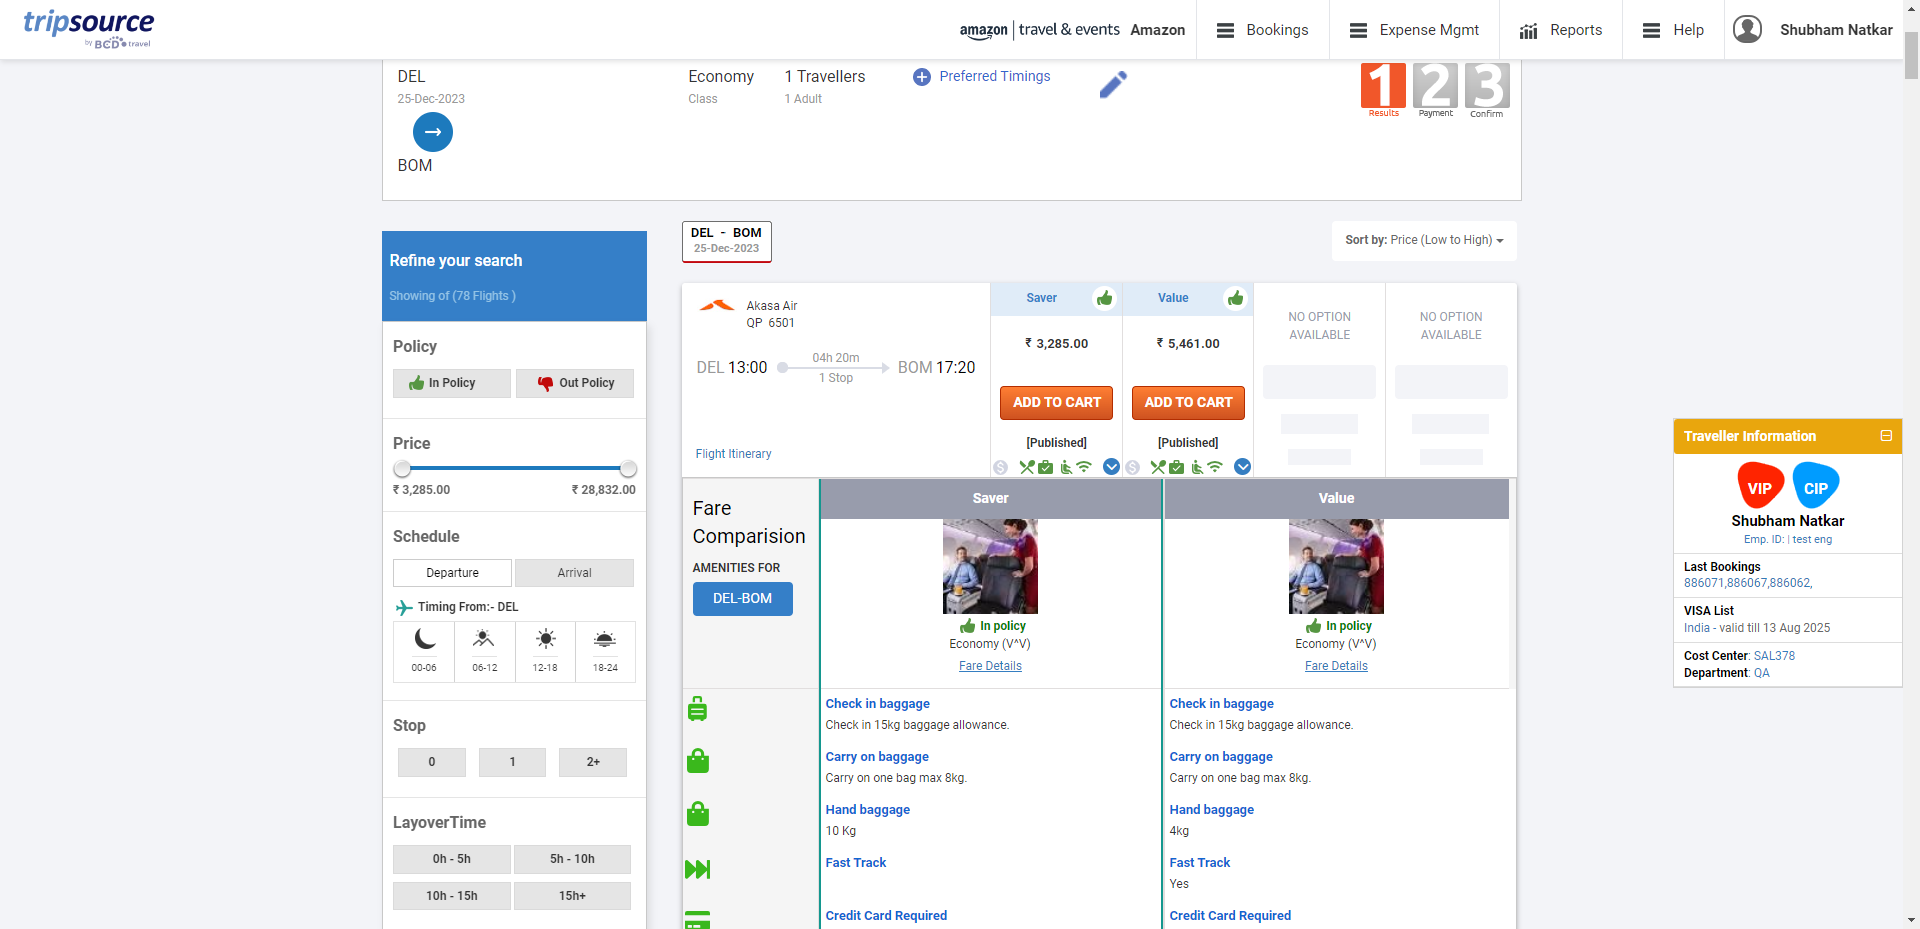 tripsource
by BCD travel
amazon | travel & events Amazon
Bookings
Expense Mgmt
Reports
Help
Shubham Natkar
DEL
25-Dec-2023
BOM
Economy
Class
1 Travellers
1 Adult
Preferred Timings
1 2 3
Results Payment Confirm
Refine your search
Showing of (78 Flights )
Policy
In Policy
Out Policy
Price
₹ 3,285.00 ₹ 28,832.00
Schedule
Departure
Arrival
Timing From:- DEL
00-06 06-12 12-18 18-24
Stop
0 1 2+
LayoverTime
0h - 5h 5h - 10h
10h - 15h 15h+
DEL - BOM
25-Dec-2023
Sort by: Price (Low to High)
Akasa Air
QP 6501
DEL 13:00
04h 20m
1 Stop
BOM 17:20
Flight Itinerary
Saver
₹ 3,285.00
ADD TO CART
[Published]
Value
₹ 5,461.00
ADD TO CART
[Published]
NO OPTION
AVAILABLE
NO OPTION
AVAILABLE
Fare
Comparision
AMENITIES FOR
DEL-BOM
Saver
In policy
Economy (V^V)
Fare Details
Value
In policy
Economy (V^V)
Fare Details
Check in baggage
Check in 15kg baggage allowance.
Check in baggage
Check in 15kg baggage allowance.
Carry on baggage
Carry on one bag max 8kg.
Carry on baggage
Carry on one bag max 8kg.
Hand baggage
10 Kg
Hand baggage
4kg
Fast Track
Fast Track
Yes
Credit Card Required
Credit Card Required
Traveller Information
VIP CIP
Shubham Natkar
Emp. ID: | test eng
Last Bookings
886071,886067,886062,
VISA List
India - valid till 13 Aug 2025
Cost Center: SAL378
Department: QA